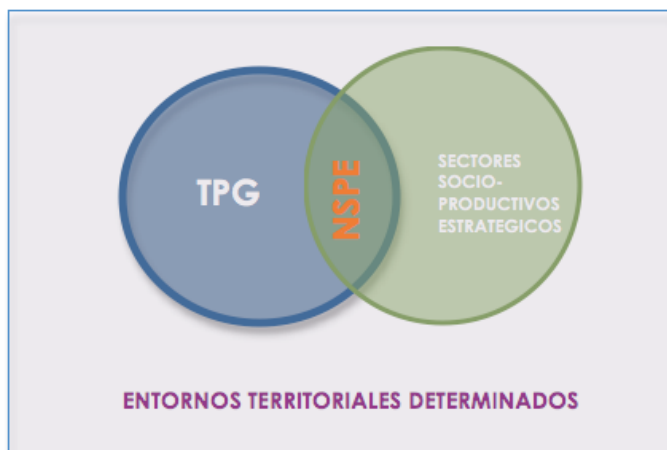 TPG
NSPE
SECTORES
SOCIO-
PRODUCTIVOS
ESTRATEGICOS
ENTORNOS TERRITORIALES DETERMINADOS